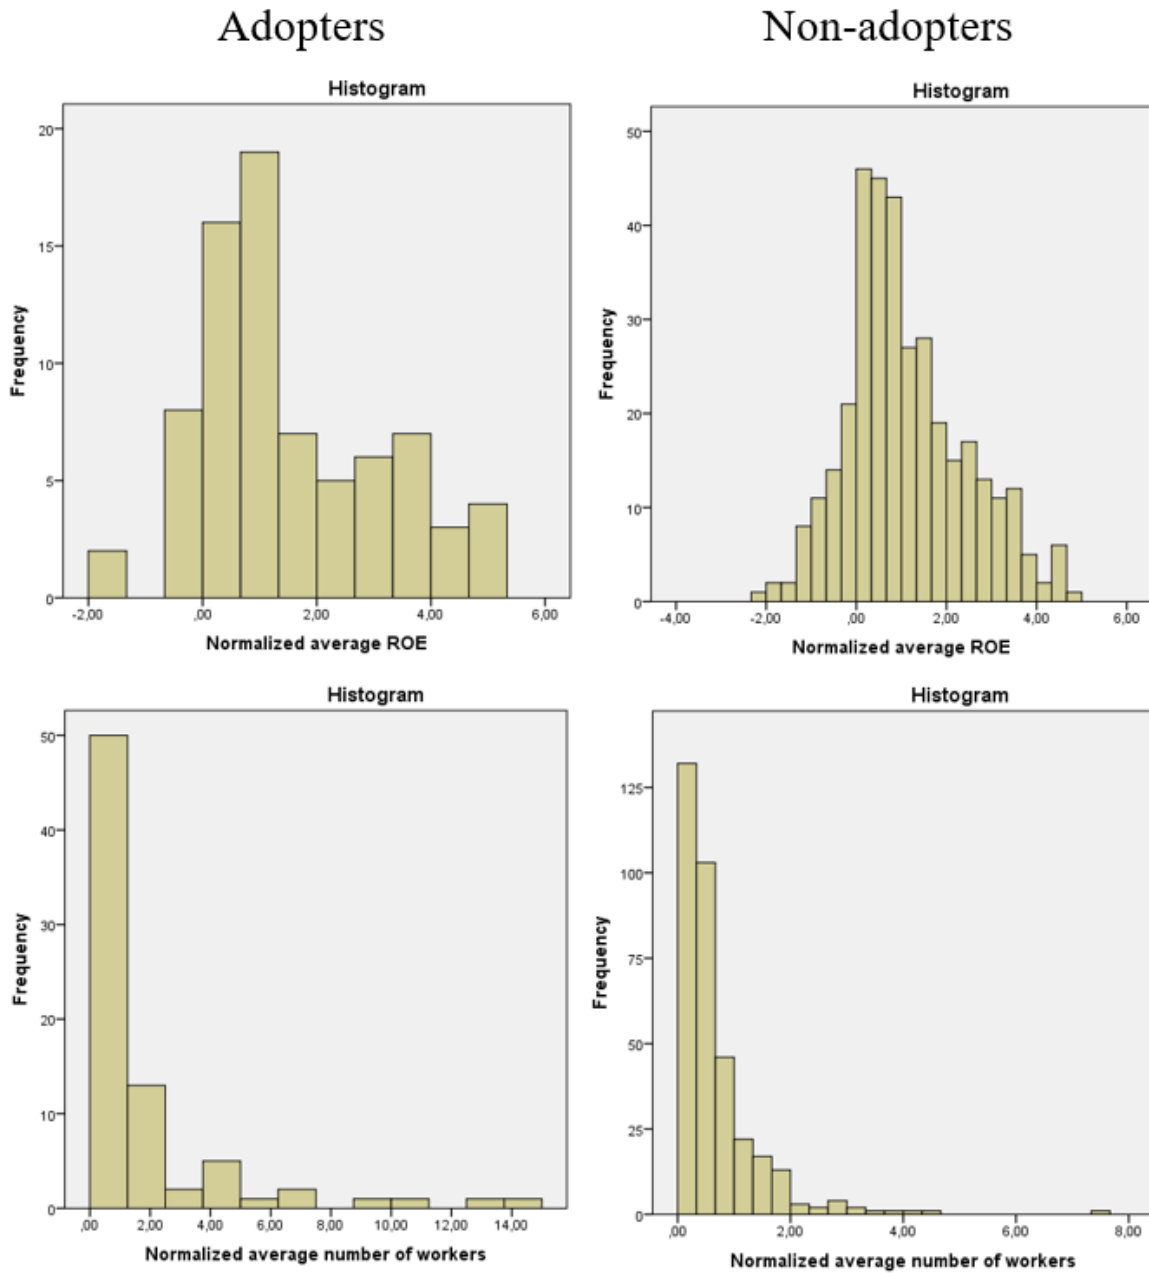 Adopters
Non-adopters
Histogram
20
15
10
5
0
Frequency
-2,00 ,00 2,00 4,00 6,00
Normalized average ROE
Histogram
50
40
30
20
10
0
Frequency
-4,00 -2,00 ,00 2,00 4,00 6,00
Normalized average ROE
Histogram
50
40
30
20
10
0
Frequency
,00 2,00 4,00 6,00 8,00 10,00 12,00 14,00
Normalized average number of workers
Histogram
125
100
75
50
25
0
Frequency
,00 2,00 4,00 6,00 8,00
Normalized average number of workers